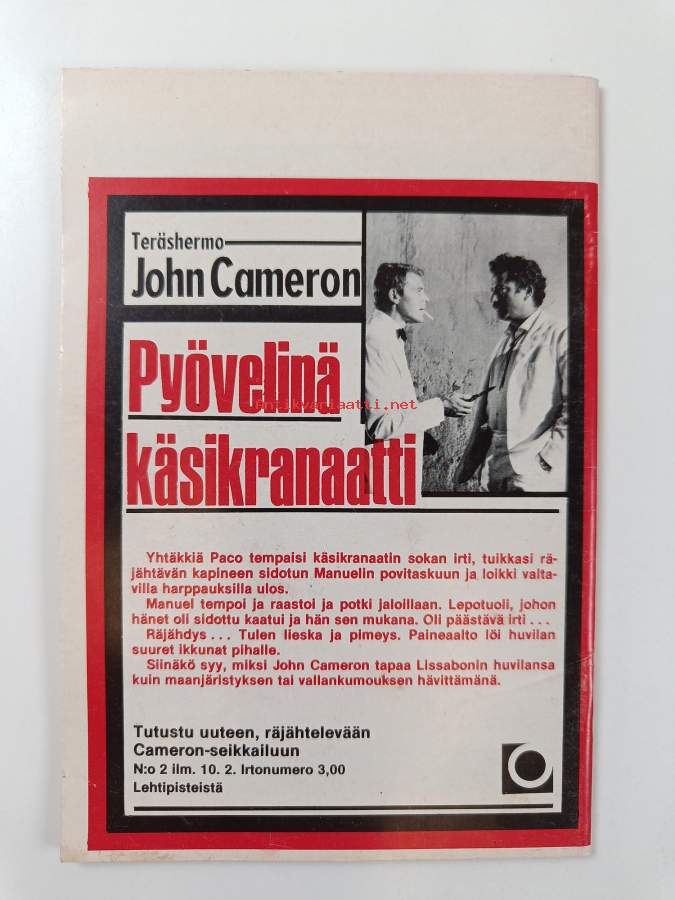 Teräshermo
John Cameron
Pyövelinä
antikvariaatti.net
käsikranaatti
Yhtäkkiä Paco tempaisi käsikranaatin sokan irti, tuikkasi rä-
jähtävän kapineen sidotun Manuelin povitaskuun ja loikki valta-
villa harppauksilla ulos.
Manuel tempoi ja raastoi ja potki jaloillaan. Lepotuoli, johon
hänet oli sidottu kaatui ja hän sen mukana. Oli päästävä irti . . .
Räjähdys . . . Tulen lieska ja pimeys. Paineaalto löi huvilan
suuret ikkunat pihalle.
Siinäkö syy, miksi John Cameron tapaa Lissabonin huvilansa
kuin maanjäristyksen tai vallankumouksen hävittämänä.
Tutustu uuteen, räjähtelevään
Cameron-seikkailuun
N:o 2 ilm. 10. 2. Irtonumero 3,00
Lehtipisteistä